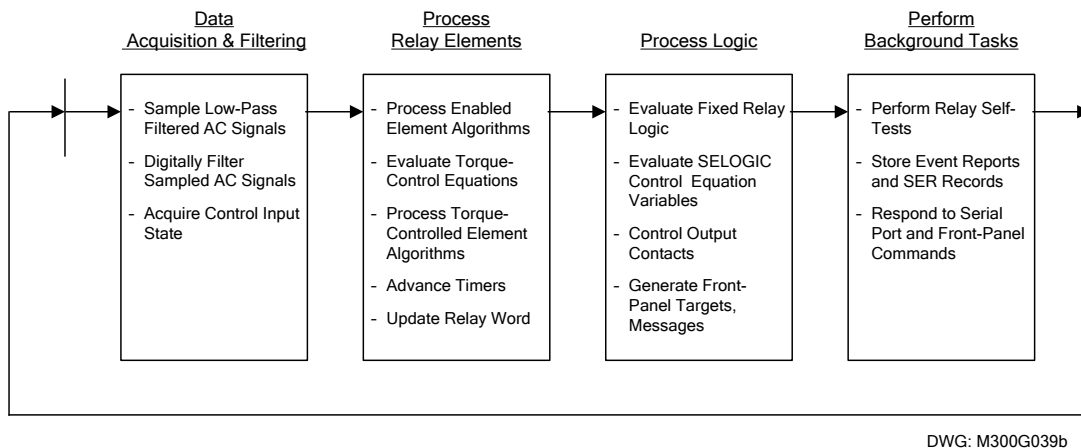 Data
Acquisition & Filtering
Process
Relay Elements
Process Logic
Perform
Background Tasks
- Sample Low-Pass
Filtered AC Signals
- Digitally Filter
Sampled AC Signals
- Acquire Control Input
State
- Process Enabled
Element Algorithms
- Evaluate Torque-
Control Equations
- Process Torque-
Controlled Element
Algorithms
- Advance Timers
- Update Relay Word
- Evaluate Fixed Relay
Logic
- Evaluate SELOGIC
Control Equation
Variables
- Control Output
Contacts
- Generate Front-
Panel Targets,
Messages
- Perform Relay Self-
Tests
- Store Event Reports
and SER Records
- Respond to Serial
Port and Front-Panel
Commands
DWG: M300G039b